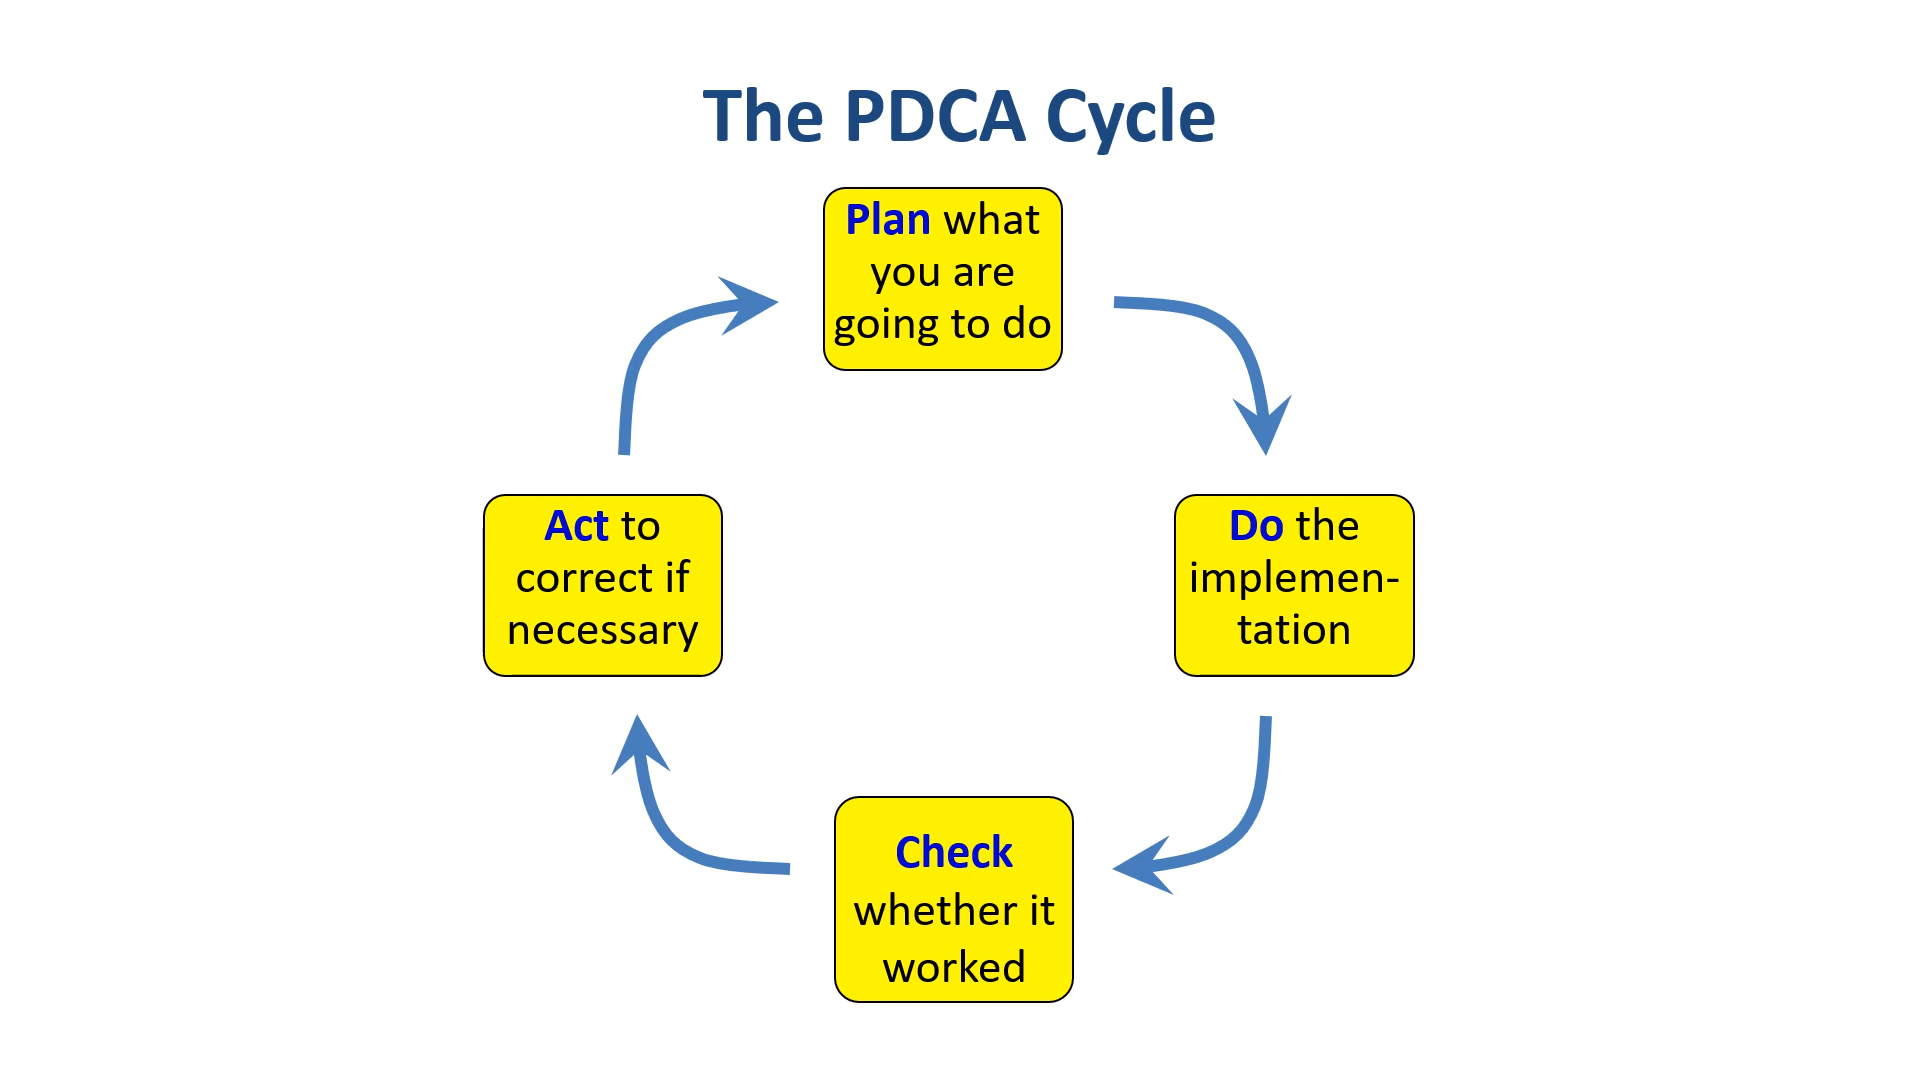 The PDCA Cycle
Plan what
you are
going to do
Do the
implemen-
tation
Check
whether it
worked
Act to
correct if
necessary